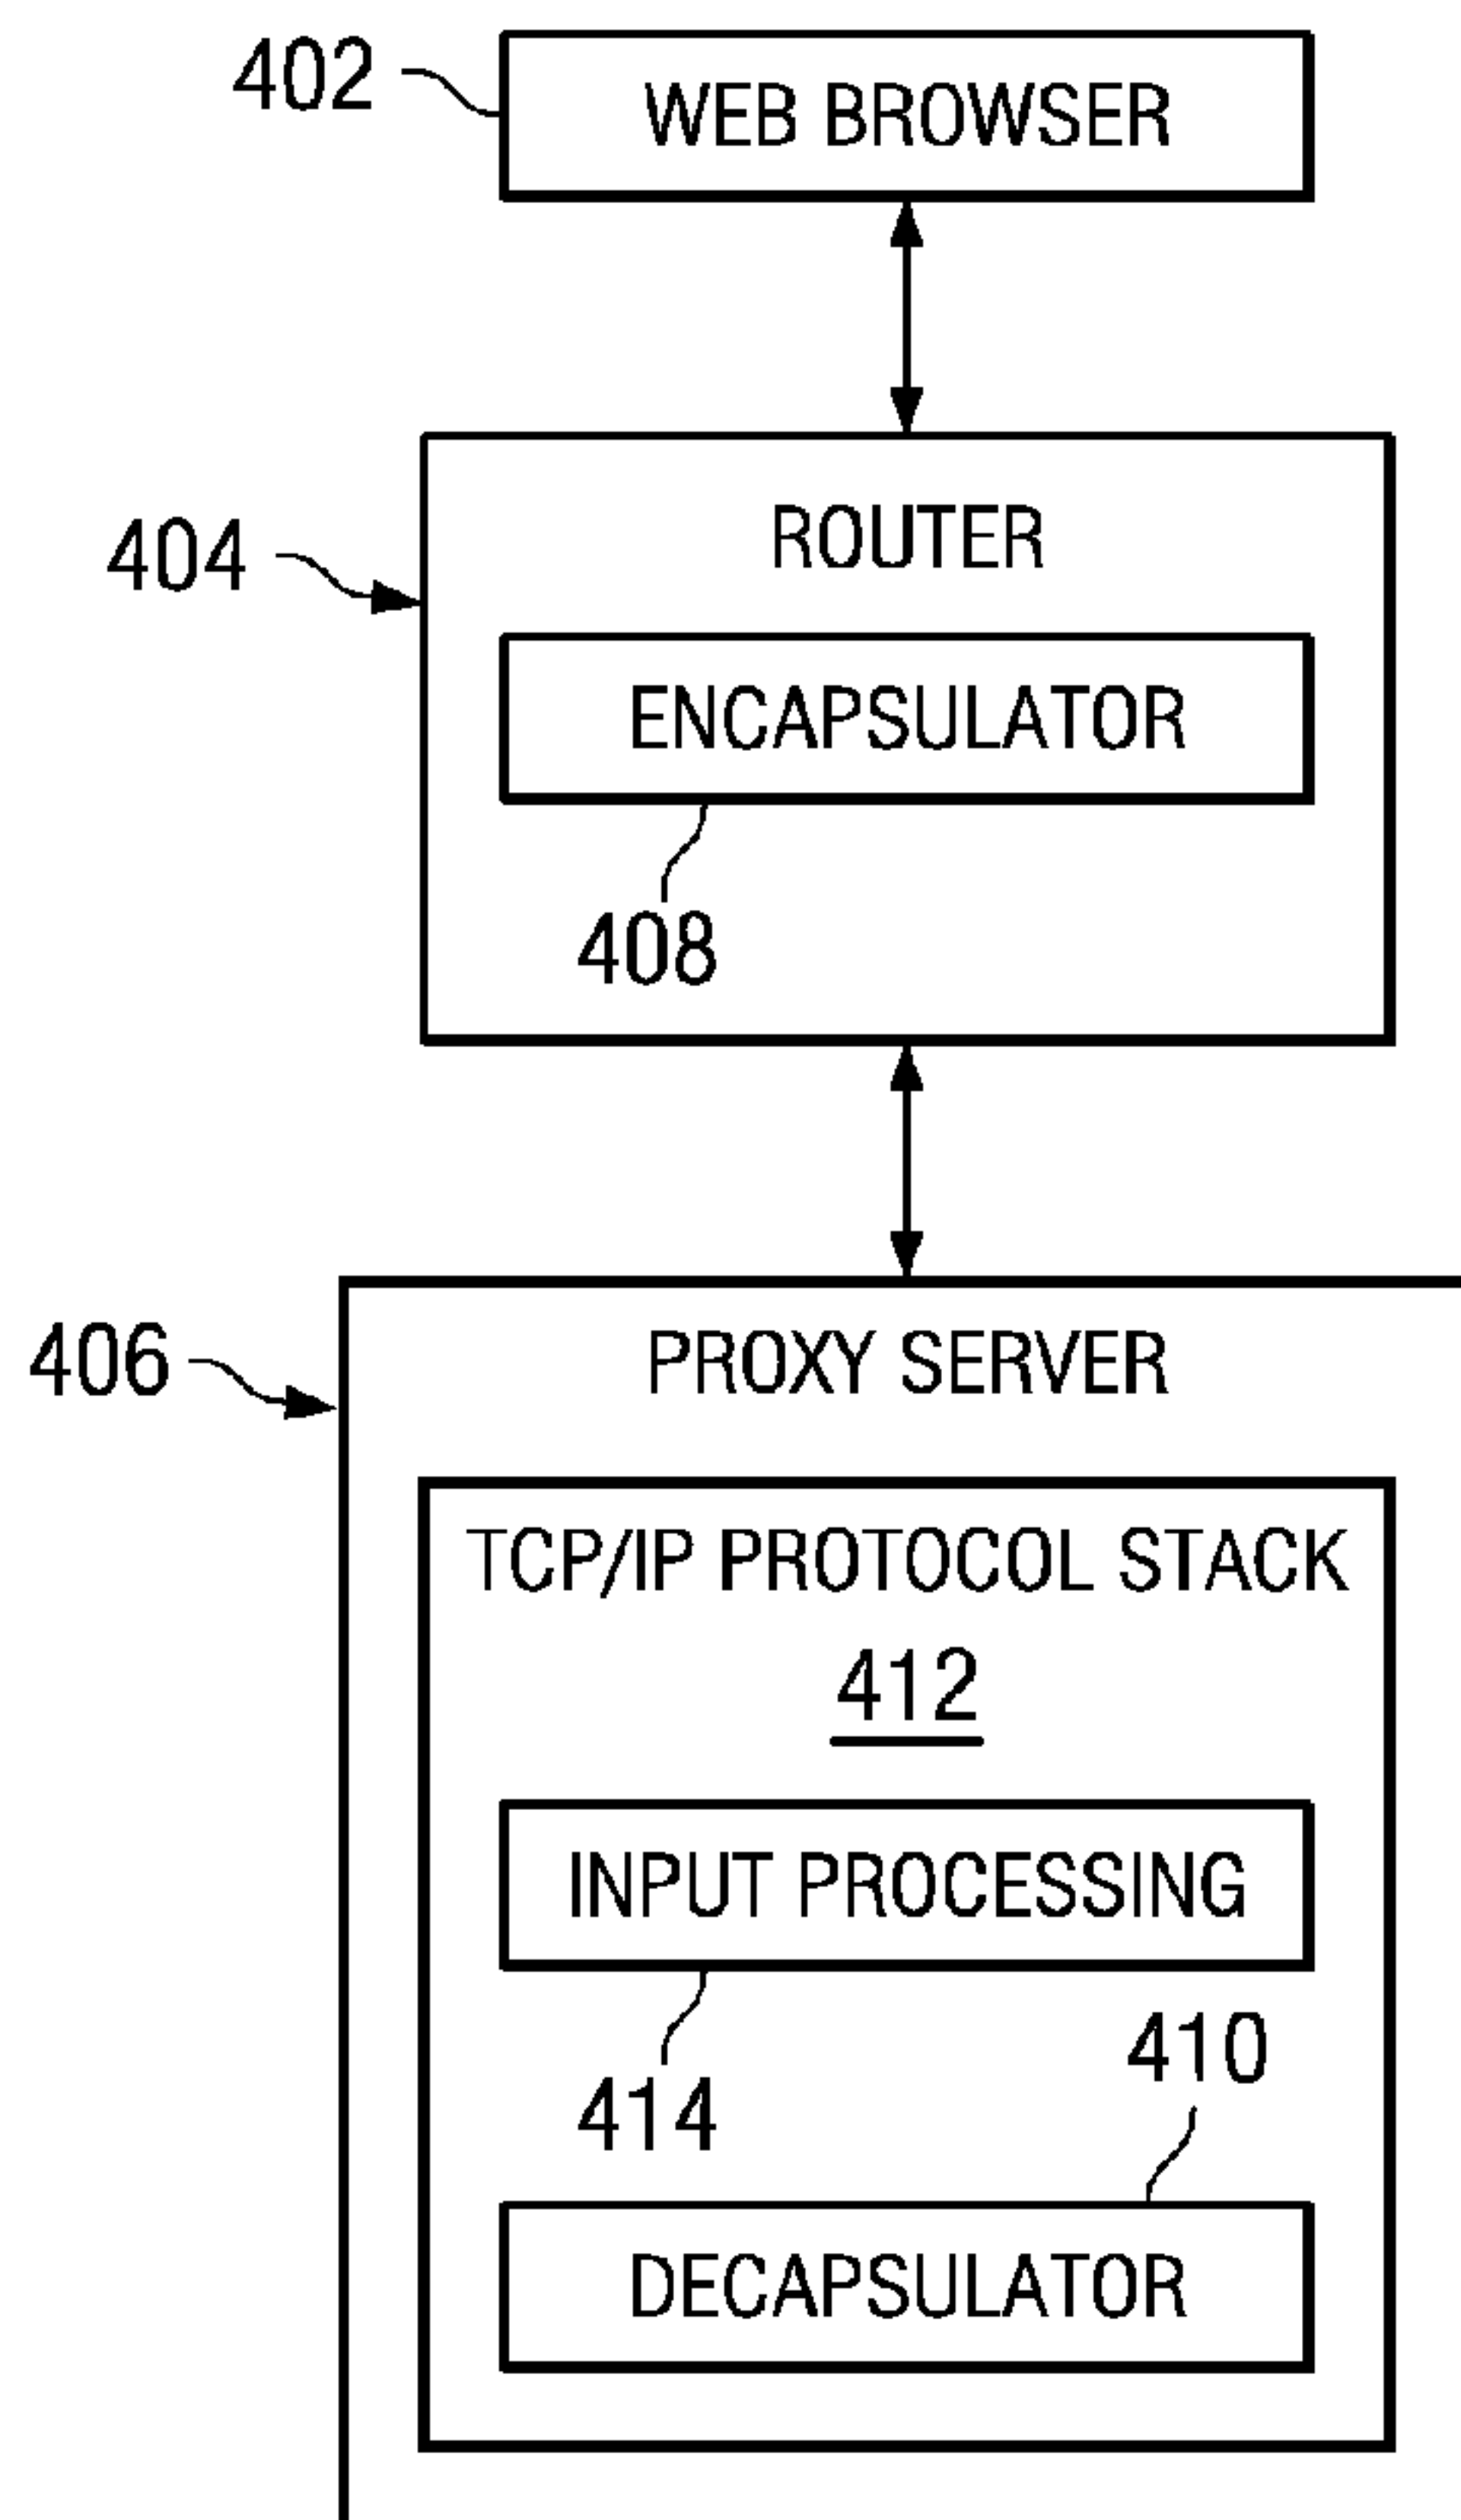 402
WEB BROWSER
ROUTER
404
ENCAPSULATOR
408
406
PROXY SERVER
TCP/IP PROTOCOL STACK
412
INPUT PROCESSING
414
410
DECAPSULATOR